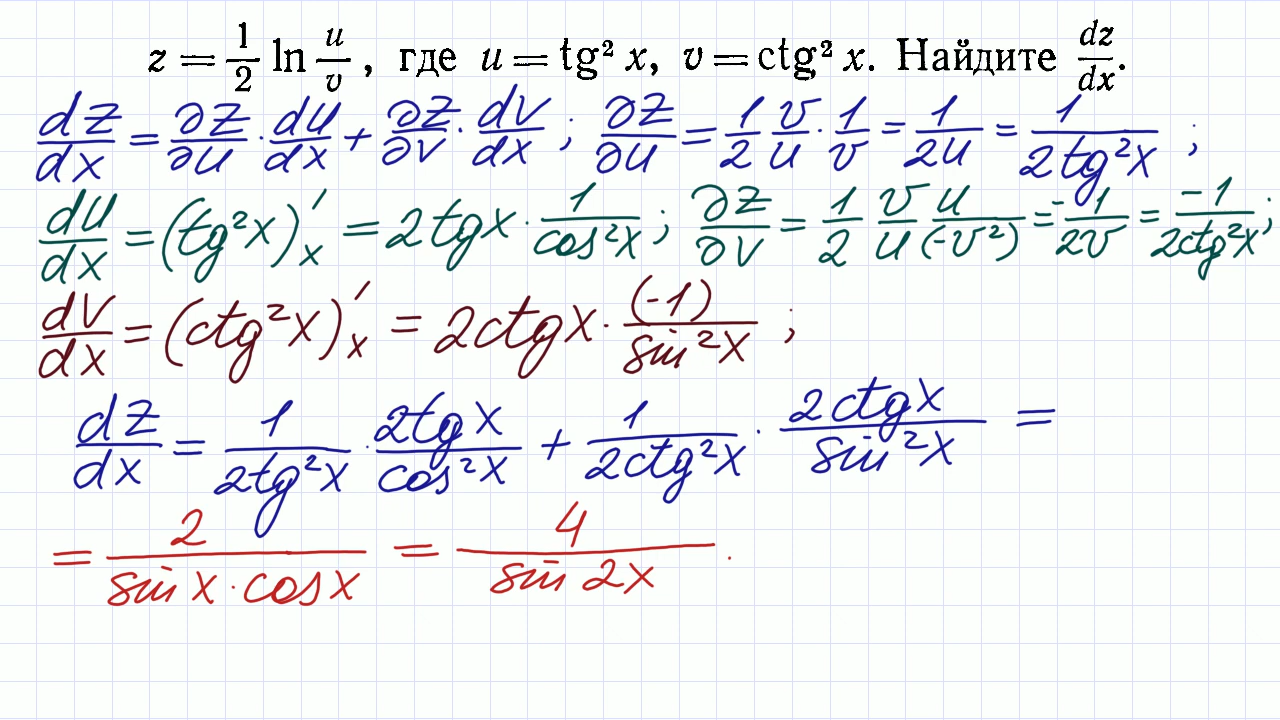 z = 1/2 ln u/v, где u = tg² x, v = ctg² x. Найдите dz/dx.
dz/dx = ∂z/∂u · du/dx + ∂z/∂v · dv/dx ; ∂z/∂u = 1/2 v/u · 1/v = 1/2u = 1/2tg²x ;
du/dx = (tg²x)'ₓ = 2tgx · 1/cos²x ; ∂z/∂v = 1/2 v/u u/(-v²) = -1/2v = -1/2ctg²x ;
dv/dx = (ctg²x)'ₓ = 2ctgx · (-1)/sin²x ;
dz/dx = 1/2tg²x · 2tgx/cos²x + 1/2ctg²x · 2ctgx/sin²x =
= 2/sinx·cosx = 4/sin2x .